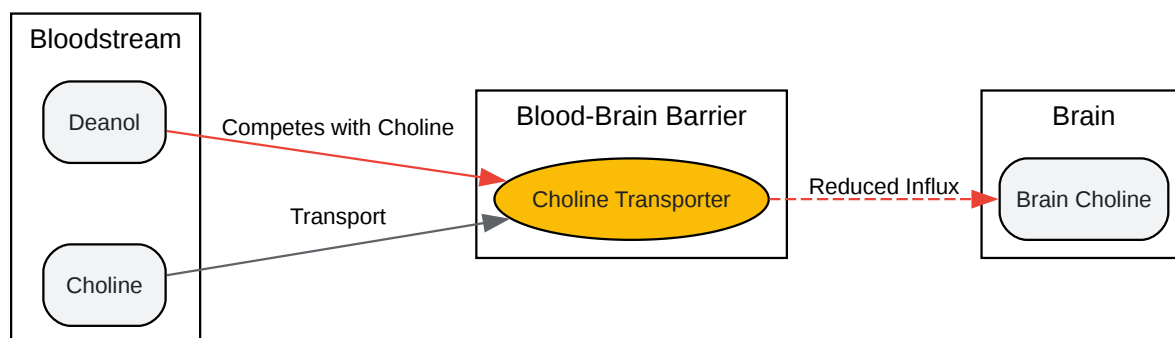 Bloodstream
Deanol
Competes with Choline
Blood-Brain Barrier
Brain
Choline Transporter
Reduced Influx
Brain Choline
Transport
Choline